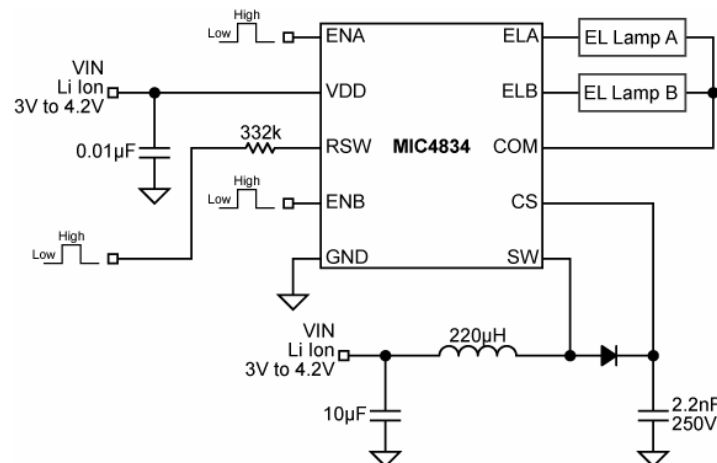 High
Low
ENA
ELA
EL Lamp A
VIN
Li Ion
3V to 4.2V
VDD
ELB
EL Lamp B
0.01µF
332k
RSW
MIC4834
COM
High
Low
ENB
CS
High
Low
GND
SW
VIN
Li Ion
3V to 4.2V
220µH
10µF
2.2nF
250V